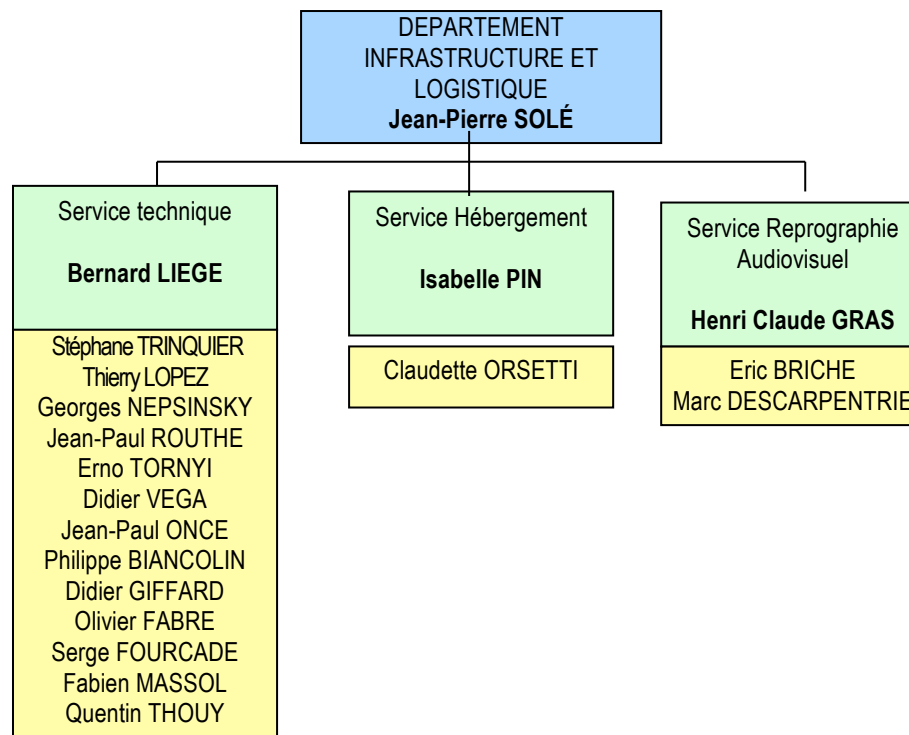 DEPARTEMENT
INFRASTRUCTURE ET
LOGISTIQUE
Jean-Pierre SOLÉ
Service technique
Bernard LIEGE
Stéphane TRINQUIER
Thierry LOPEZ
Georges NEPSINSKY
Jean-Paul ROUTHE
Erno TORNYI
Didier VEGA
Jean-Paul ONCE
Philippe BIANCOLIN
Didier GIFFARD
Olivier FABRE
Serge FOURCADE
Fabien MASSOL
Quentin THOUY
Service Hébergement
Isabelle PIN
Claudette ORSETTI
Service Reprographie
Audiovisuel
Henri Claude GRAS
Eric BRICHE
Marc DESCARPENTRIE